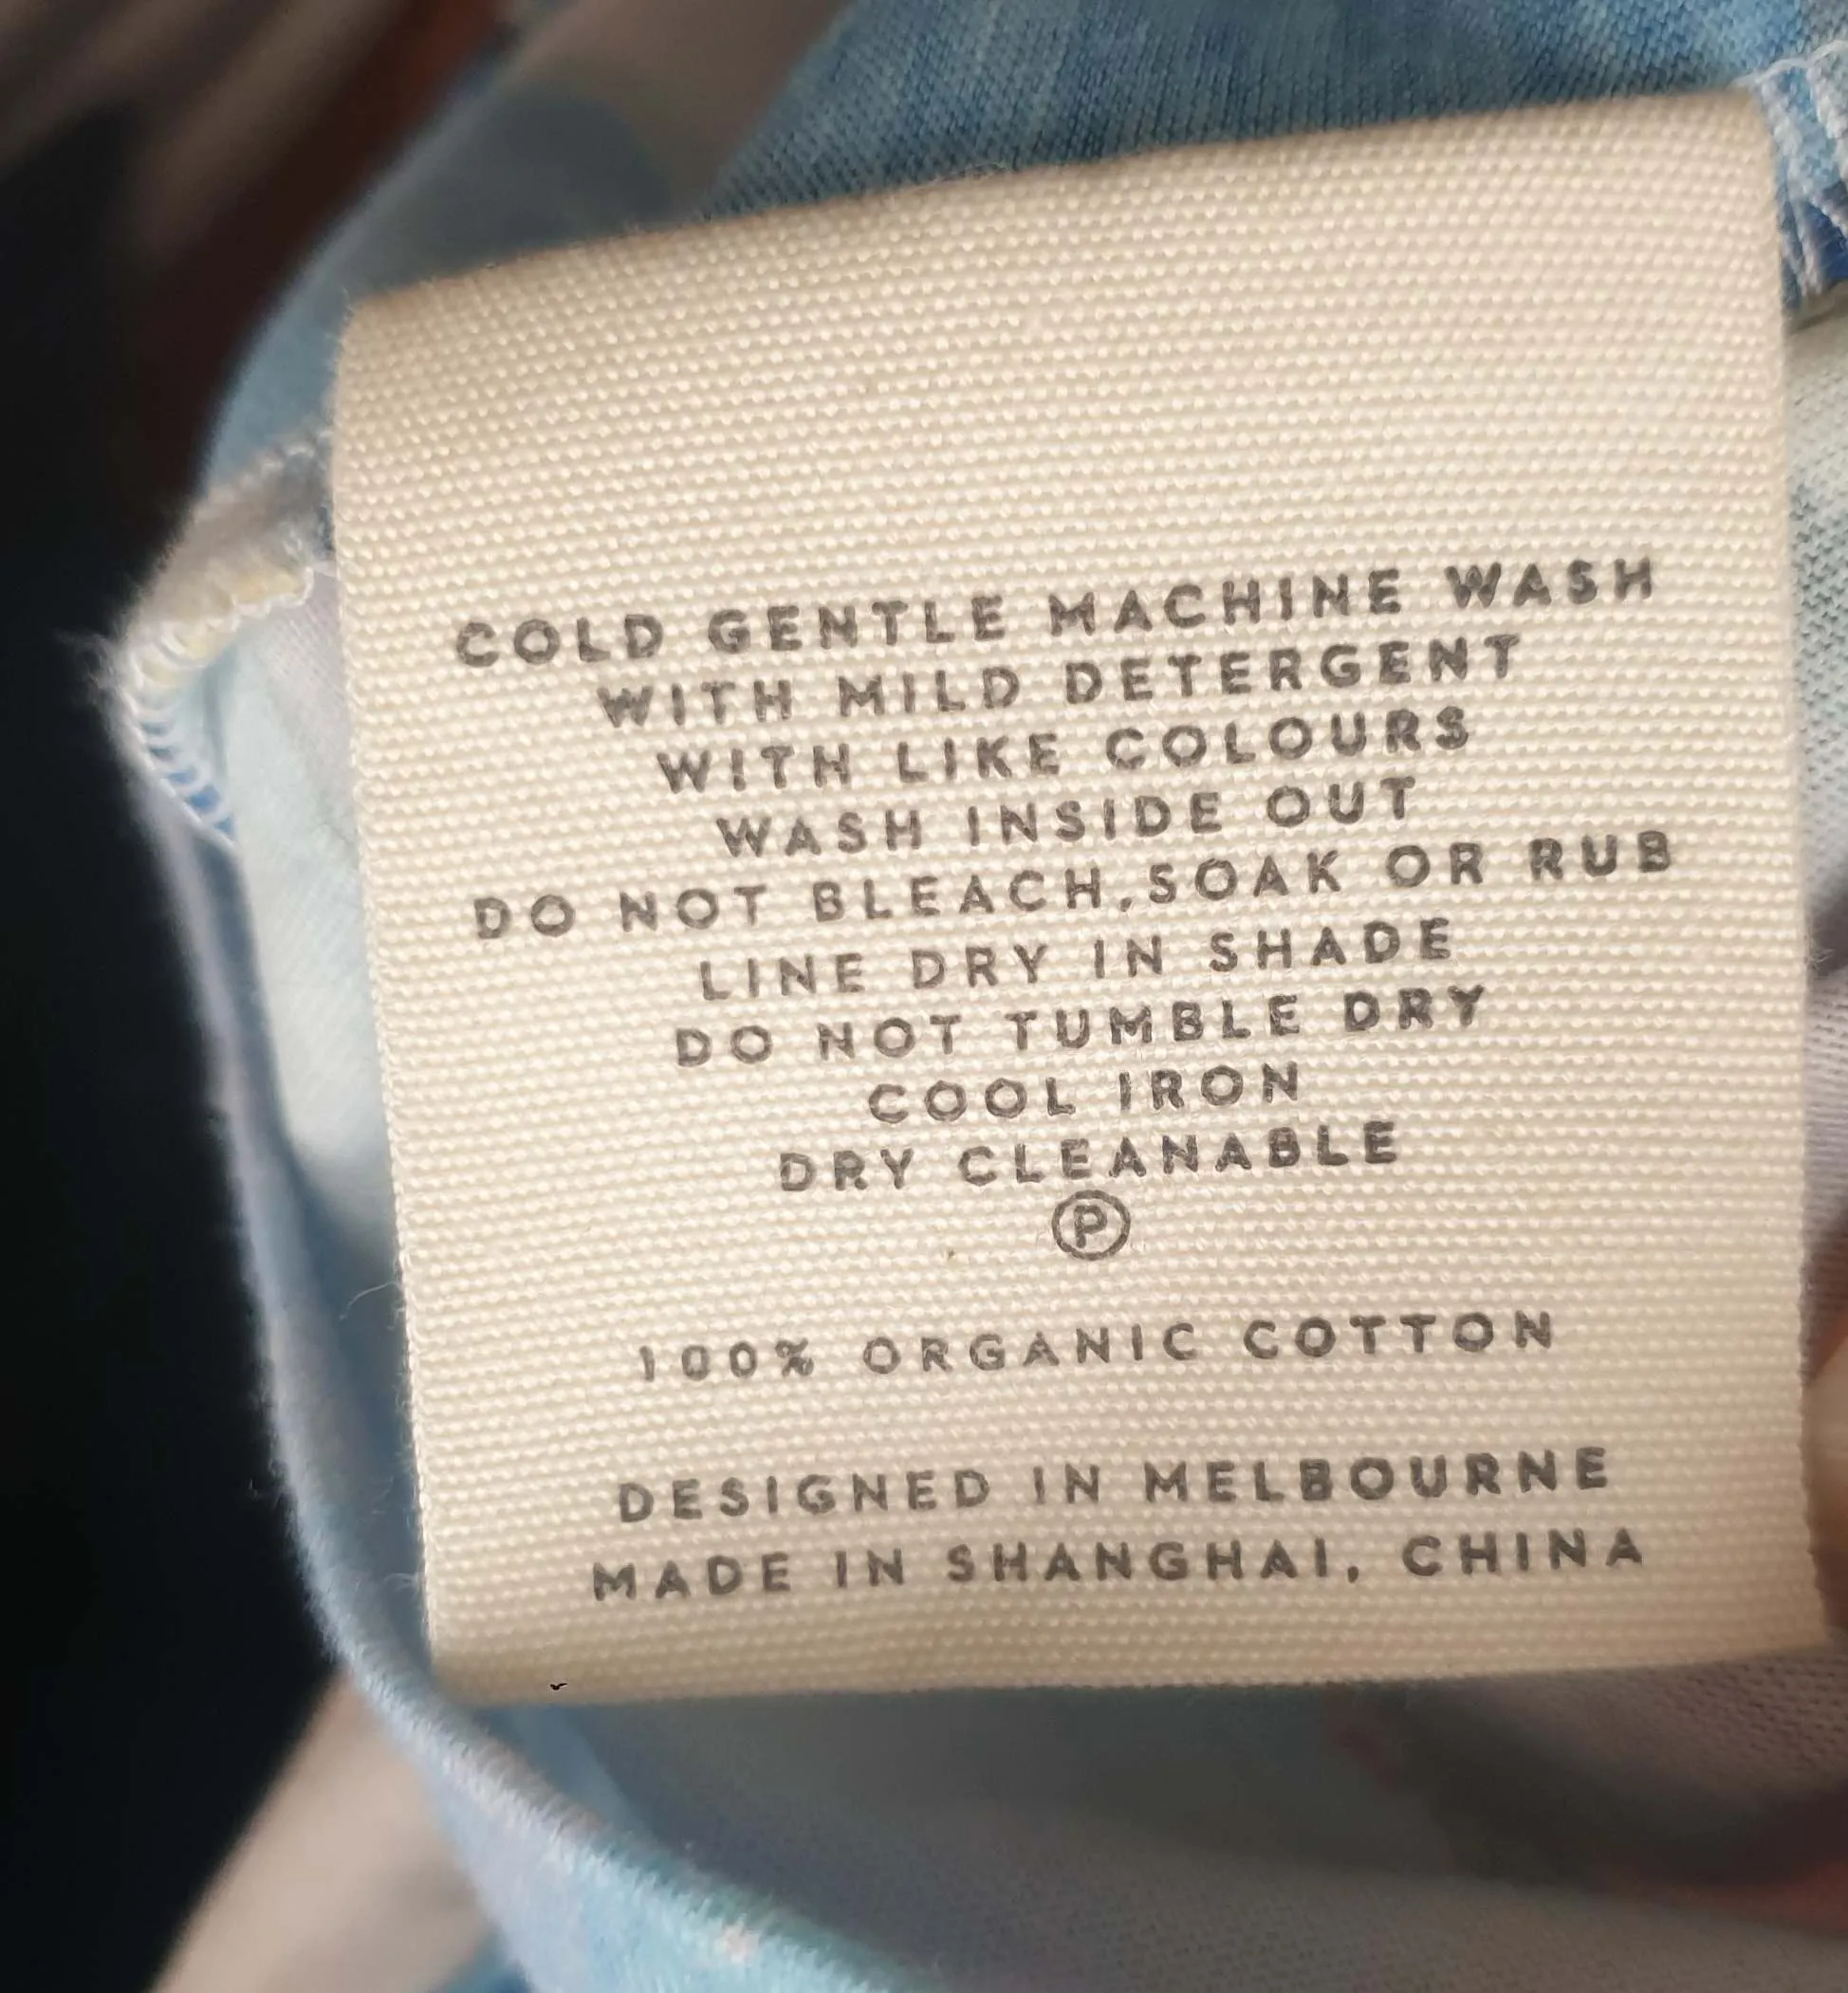 COLD GENTLE MACHINE WASH
WITH MILD DETERGENT
WITH LIKE COLOURS
WASH INSIDE OUT
DO NOT BLEACH,SOAK OR RUB
LINE DRY IN SHADE
DO NOT TUMBLE DRY
COOL IRON
DRY CLEANABLE
Ⓟ
100% ORGANIC COTTON
DESIGNED IN MELBOURNE
MADE IN SHANGHAI, CHINA